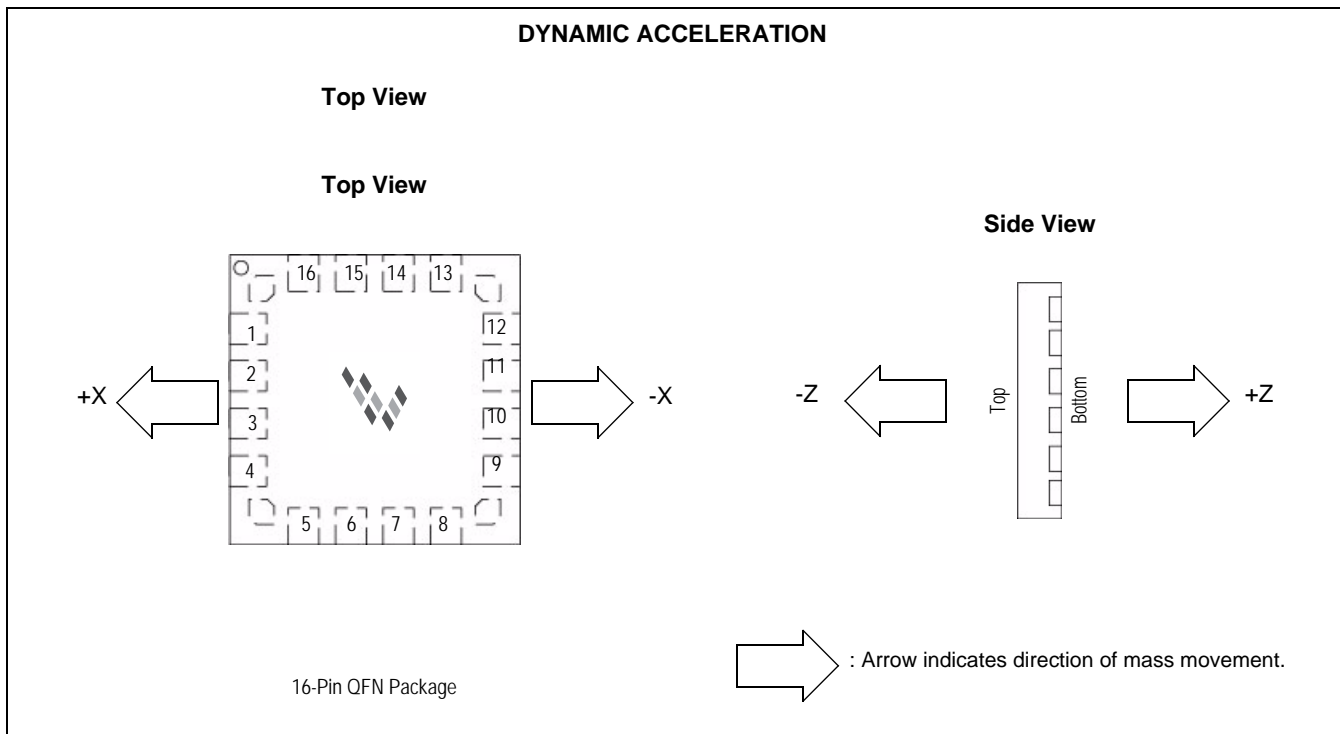 DYNAMIC ACCELERATION
Top View
Top View
Side View
16 15 14 13
1
2
3
4
12
11
10
9
5 6 7 8
+X
-X
-Z
Top
Bottom
+Z
: Arrow indicates direction of mass movement.
16-Pin QFN Package